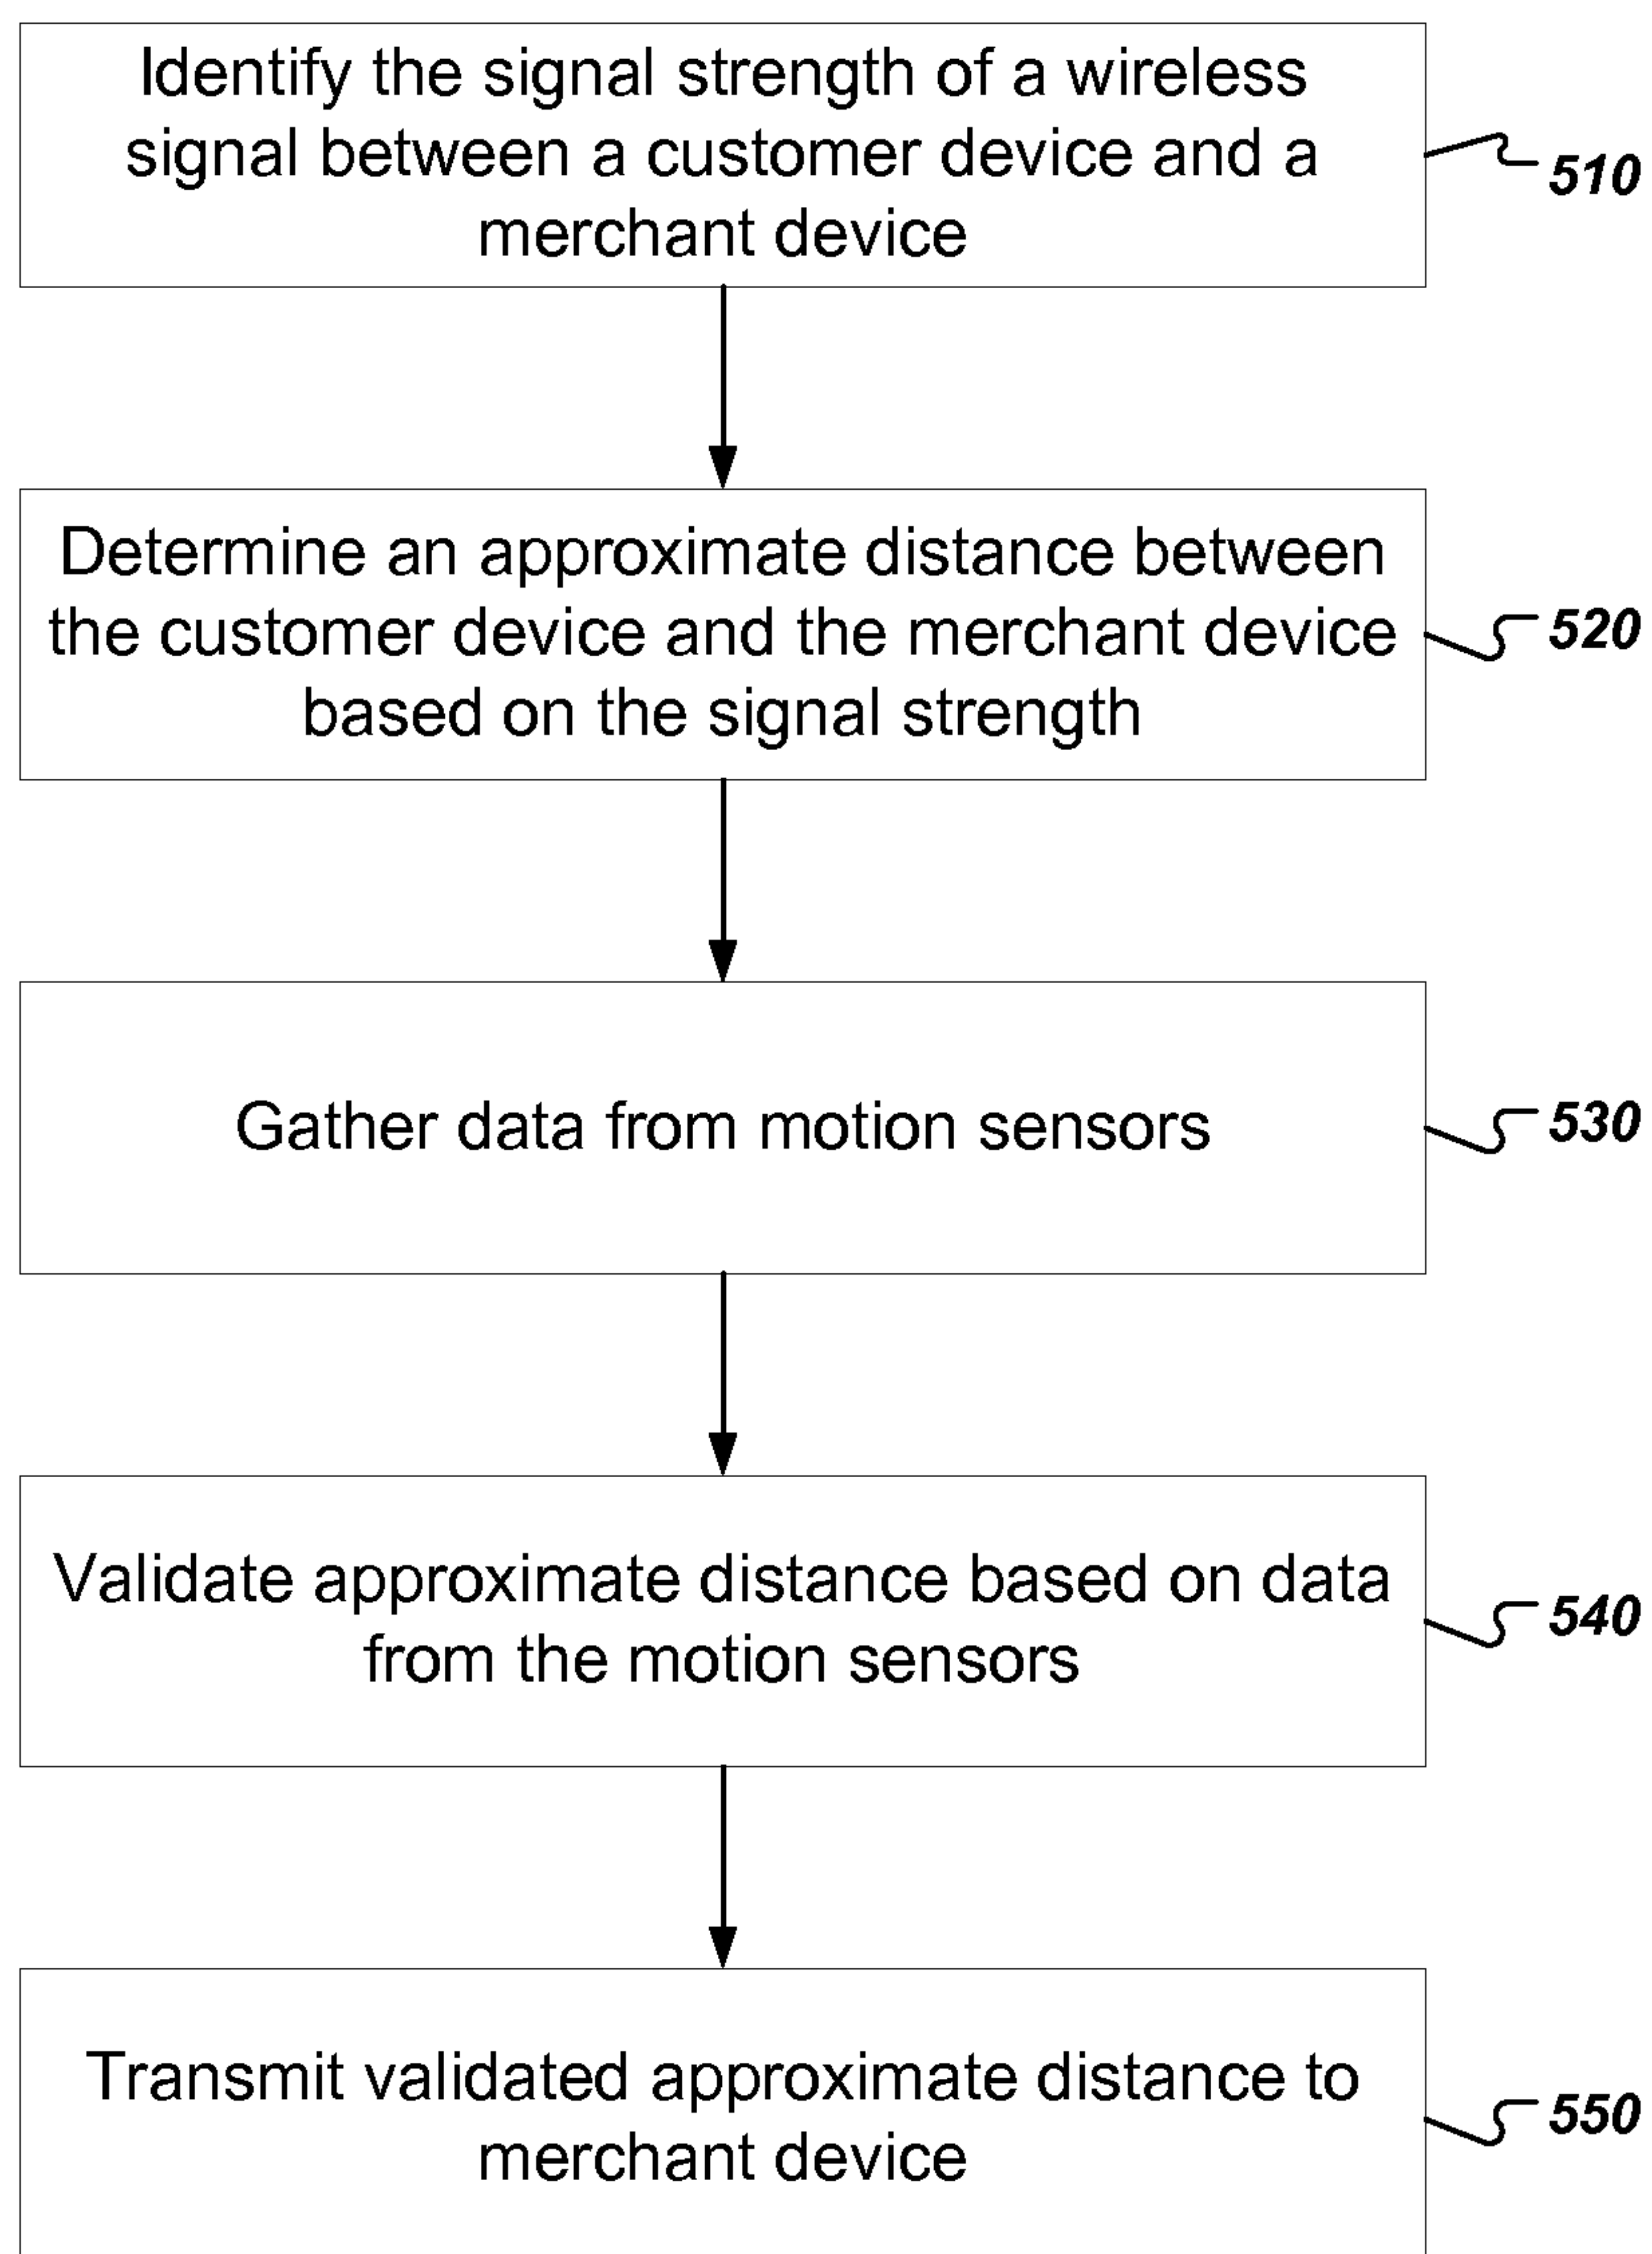 Identify the signal strength of a wireless
signal between a customer device and a
merchant device
510
Determine an approximate distance between
the customer device and the merchant device
based on the signal strength
520
Gather data from motion sensors
530
Validate approximate distance based on data
from the motion sensors
540
Transmit validated approximate distance to
merchant device
550